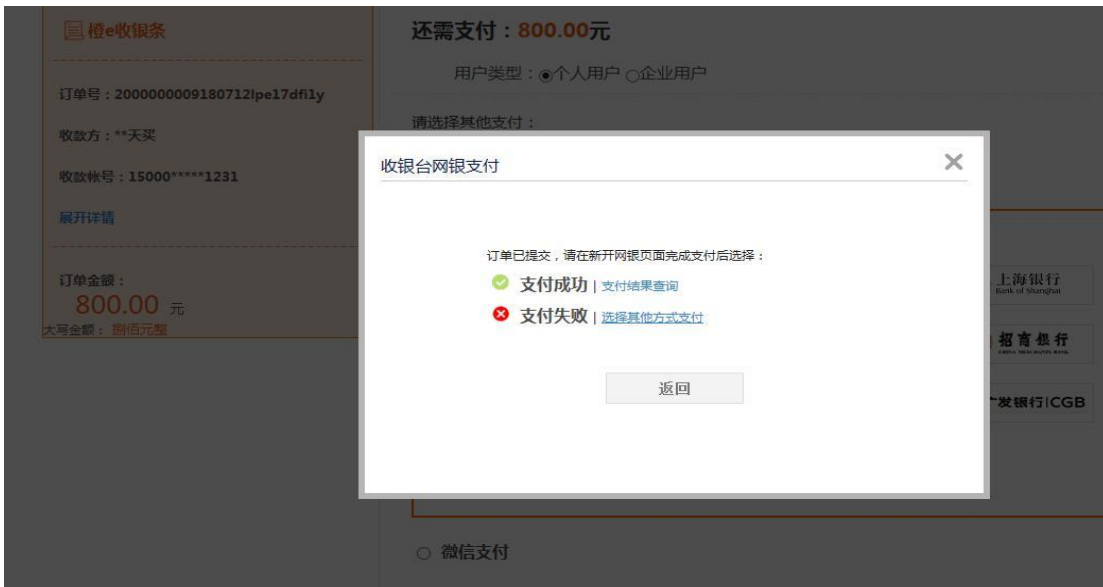 橙e收银条
订单号：2000000009180712lpe17dfi1y
收款方：**天买
收款帐号：15000*****1231
展开详情
订单金额：
800.00 元
大写金额： 捌佰元整
还需支付：800.00元
用户类型： 个人用户 企业用户
请选择其他支付：
收银台网银支付
订单已提交，请在新开网银页面完成支付后选择：
支付成功 | 支付结果查询
支付失败 | 选择其他方式支付
返回
上海银行
Bank of Shanghai
招商银行
CHINA MERCHANTS BANK
广发银行|CGB
微信支付